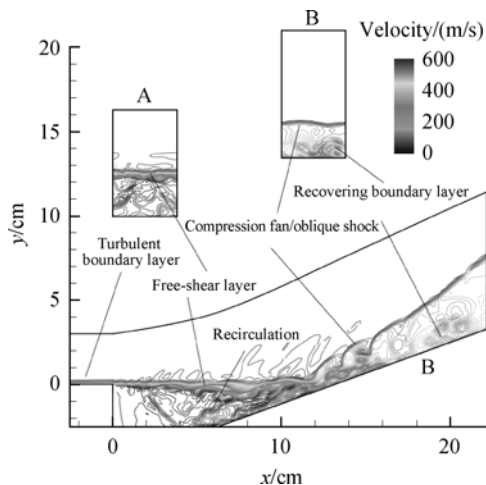 B
Velocity/(m/s)
20
600
A
400
15
200
0
Recovering boundary layer
y/cm
10
Compression fan/oblique shock
Turbulent
boundary layer
5
Free-shear layer
Recirculation
0
B
0
10
20
x/cm